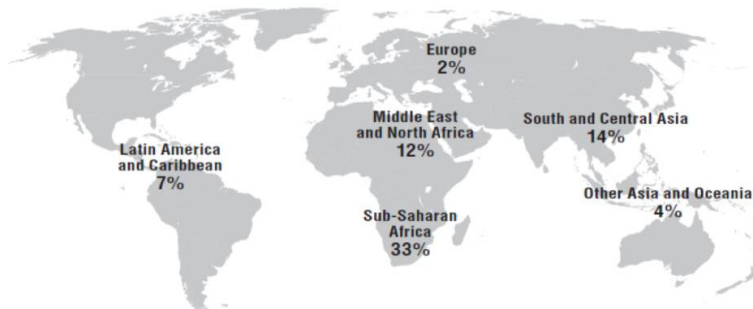 Europe
2%
Middle East
and North Africa
12%
South and Central Asia
14%
Latin America
and Caribbean
7%
Other Asia and Oceania
4%
Sub-Saharan
Africa
33%